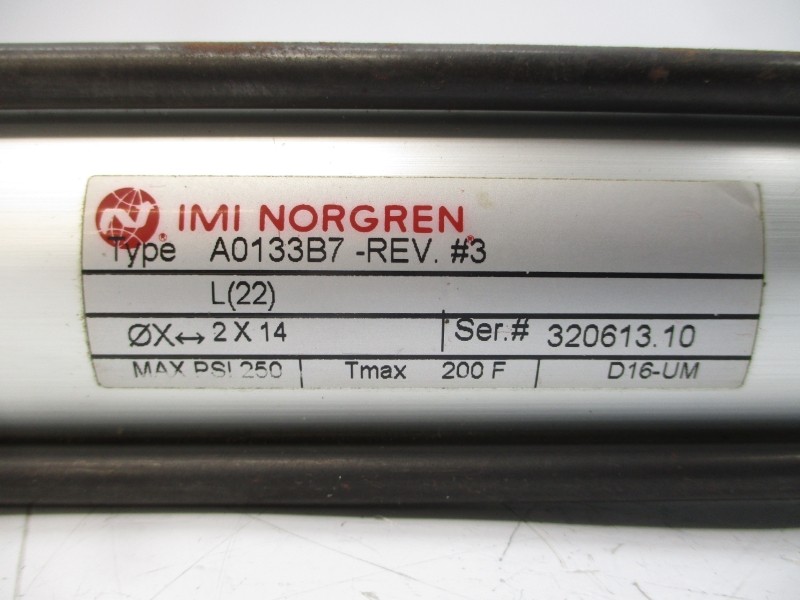 N® IMI NORGREN®
Type A0133B7 -REV. #3
L(22)
ØX↔ 2 X 14 Ser.# 320613.10
MAX PSI 250 Tmax 200 F D16-UM